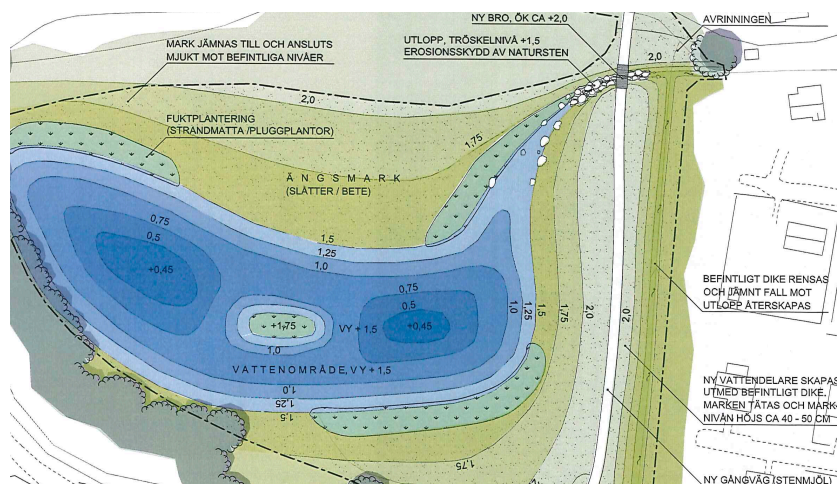 NY BRO, ÖK CA +2,0
AVRINNINGEN
MARK JÄMNAS TILL OCH ANSLUTS
MJUKT MOT BEFINTLIGA NIVÅER
UTLOPP, TRÖSKELNIVÅ +1,5
EROSIONSSKYDD AV NATURSTEN
2,0
2,0
FUKTPLANTERING
(STRANDMATTA /PLUGGPLANTOR)
1,75
ÄNGSMARK
(SLÅTTER / BETE)
0,75
0,5
+0,45
1,5
1,25
1,0
0,75
0,5
+0,45
1,0
1,25
1,5
1,75
2,0
2,0
BEFINTLIGT DIKE RENSAS
OCH JÄMNT FALL MOT
UTLOPP ÅTERSKAPAS
+1,75
VY + 1,5
1,0
VATTENOMRÅDE, VY + 1,5
1,0
1,25
1,5
NY VATTENDELARE SKAPAS
UTMED BEFINTLIGT DIKE.
MARKEN TÄTAS OCH MARK-
NIVÅN HÖJS CA 40 - 50 CM
1,75
NY GÅNGVÄG (STENMJÖL)